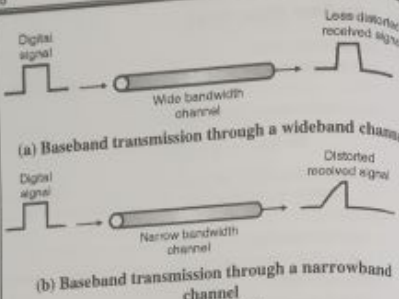 Digital
signal
Less distorted
received signal
Wide bandwidth
channel
(a) Baseband transmission through a wideband chann
Digital
signal
Distorted
received signal
Narrow bandwidth
channel
(b) Baseband transmission through a narrowband
channel